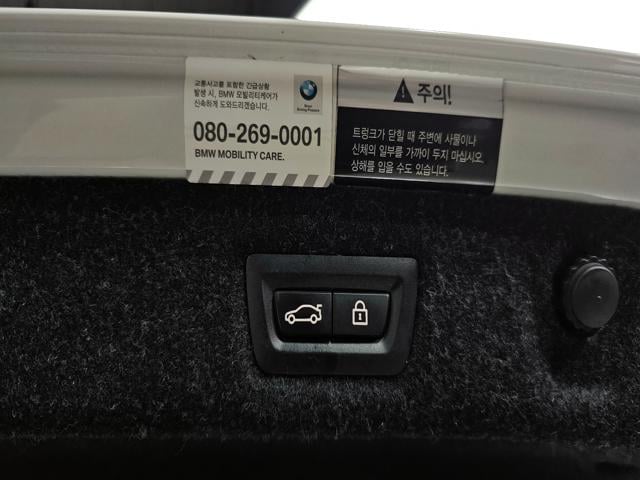 교통사고를 포함한 긴급상황
발생 시, BMW 모빌리티케어가
신속하게 도와드리겠습니다.
080-269-0001
BMW MOBILITY CARE.
주의!
트렁크가 닫힐 때 주변에 사물이나
신체의 일부를 가까이 두지 마십시오.
상해를 입을 수도 있습니다.